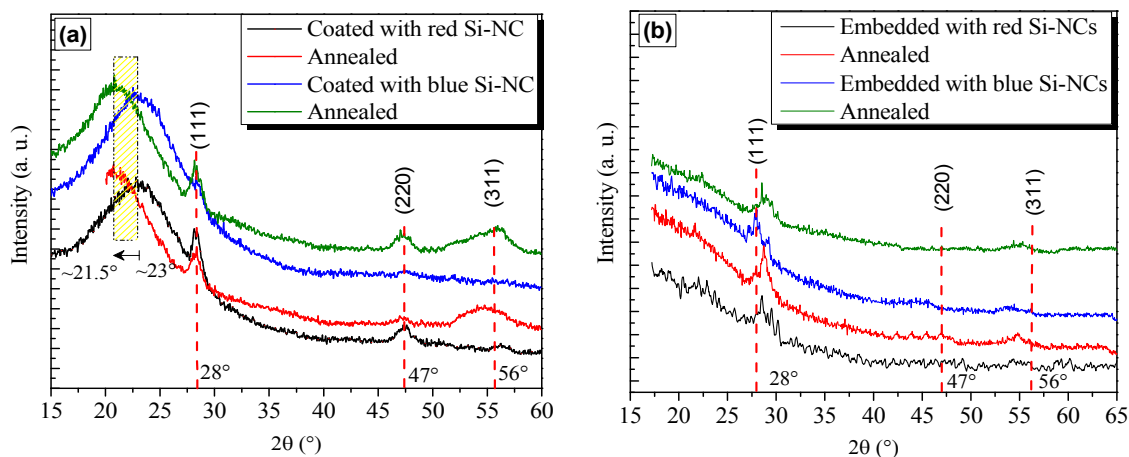 (a)
Coated with red Si-NC
Annealed
Coated with blue Si-NC
Annealed
(111)
(220)
(311)
~21.5°
~23°
28°
47°
56°
Intensity (a. u.)
15 20 25 30 35 40 45 50 55 60
2θ (°)
(b)
Embedded with red Si-NCs
Annealed
Embedded with blue Si-NCs
Annealed
(111)
(220)
(311)
28°
47°
56°
Intensity (a. u.)
15 20 25 30 35 40 45 50 55 60 65
2θ (°)